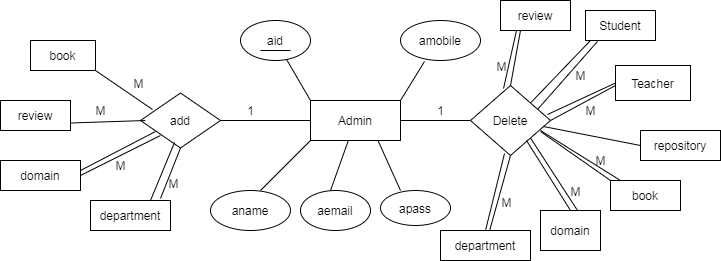 review
Student
aid
amobile
book
M
M
M
Teacher
review
M
1
1
M
add
Admin
Delete
repository
domain
M
M
M
book
M
M
department
aname
aemail
apass
department
domain